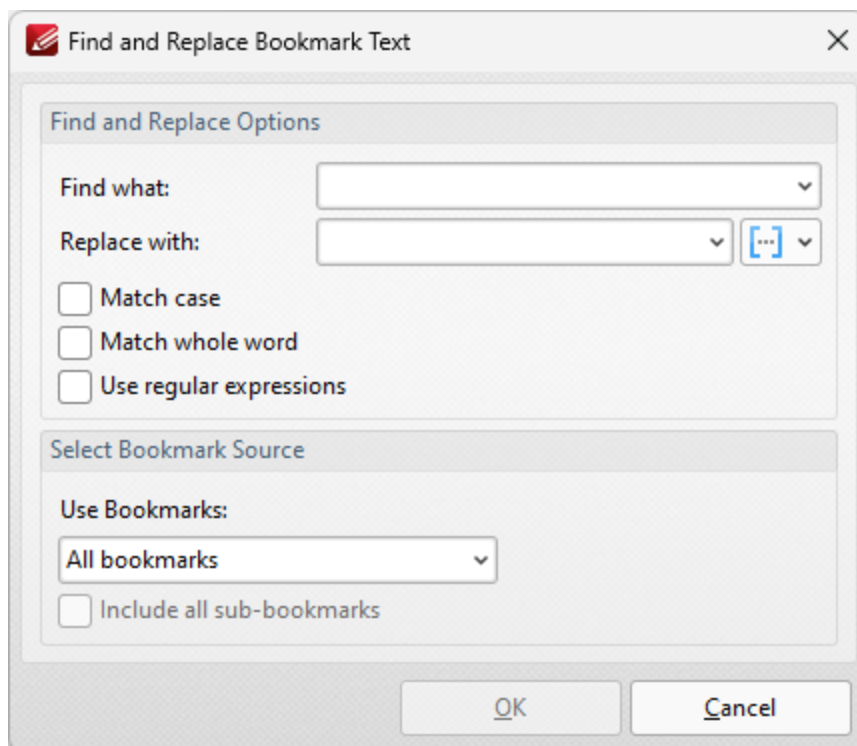 Find and Replace Bookmark Text
Find and Replace Options
Find what:
Replace with:
Match case
Match whole word
Use regular expressions
Select Bookmark Source
Use Bookmarks:
All bookmarks
Include all sub-bookmarks
OK Cancel